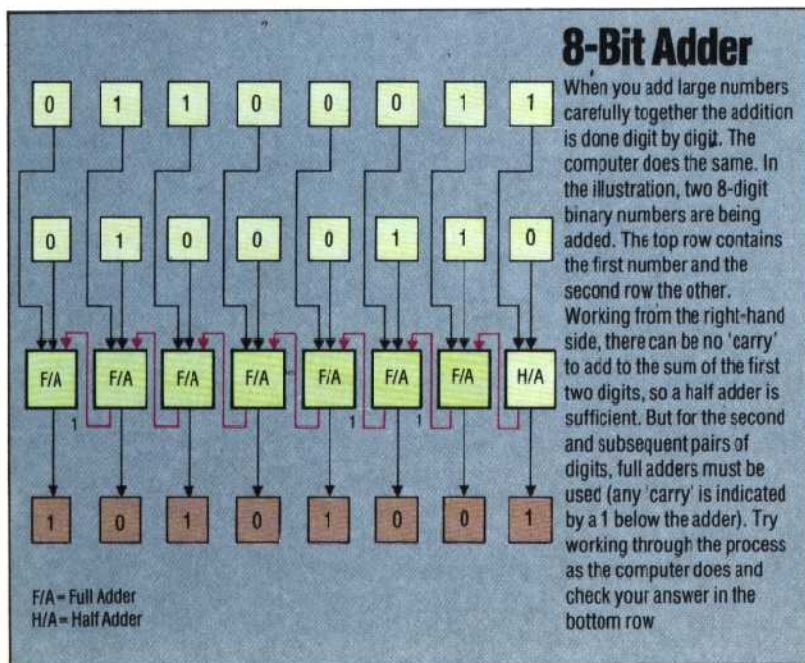 8-Bit Adder
When you add large numbers
carefully together the addition
is done digit by digit. The
computer does the same. In
the illustration, two 8-digit
binary numbers are being
added. The top row contains
the first number and the
second row the other.
Working from the right-hand
side, there can be no 'carry'
to add to the sum of the first
two digits, so a half adder is
sufficient. But for the second
and subsequent pairs of
digits, full adders must be
used (any 'carry' is indicated
by a 1 below the adder). Try
working through the process
as the computer does and
check your answer in the
bottom row
0 1 1 0 0 0 1 1
0 1 0 0 0 1 1 0
F/A F/A F/A F/A F/A F/A F/A H/A
1 1 1
1 0 1 0 1 0 0 1
F/A = Full Adder
H/A = Half Adder